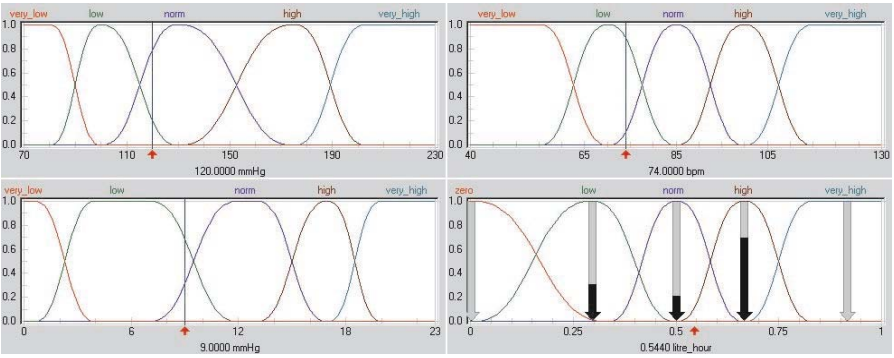 very_low low norm high very_high
1.0
0.8
0.6
0.4
0.2
0.0
70 110 150 190 230
120.0000 mmHg
very_low low norm high very_high
1.0
0.8
0.6
0.4
0.2
0.0
40 65 85 105 130
74.0000 bpm
very_low low norm high very_high
1.0
0.8
0.6
0.4
0.2
0.0
0 6 12 18 23
9.0000 mmHg
zero low norm high very_high
1.0
0.8
0.6
0.4
0.2
0.0
0 0.25 0.5 0.75 1
0.5440 litre_hour